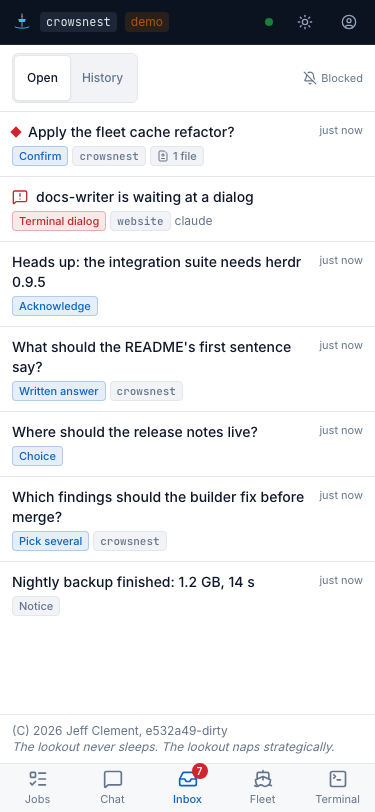 crowsnest demo
Open History Blocked
Apply the fleet cache refactor? just now
Confirm crowsnest 1 file
docs-writer is waiting at a dialog
Terminal dialog website claude
Heads up: the integration suite needs herdr just now
0.9.5
Acknowledge
What should the README's first sentence just now
say?
Written answer crowsnest
Where should the release notes live? just now
Choice
Which findings should the builder fix before just now
merge?
Pick several crowsnest
Nightly backup finished: 1.2 GB, 14 s just now
Notice
(C) 2026 Jeff Clement, e532a49-dirty
The lookout never sleeps. The lookout naps strategically.
7
Jobs Chat Inbox Fleet Terminal